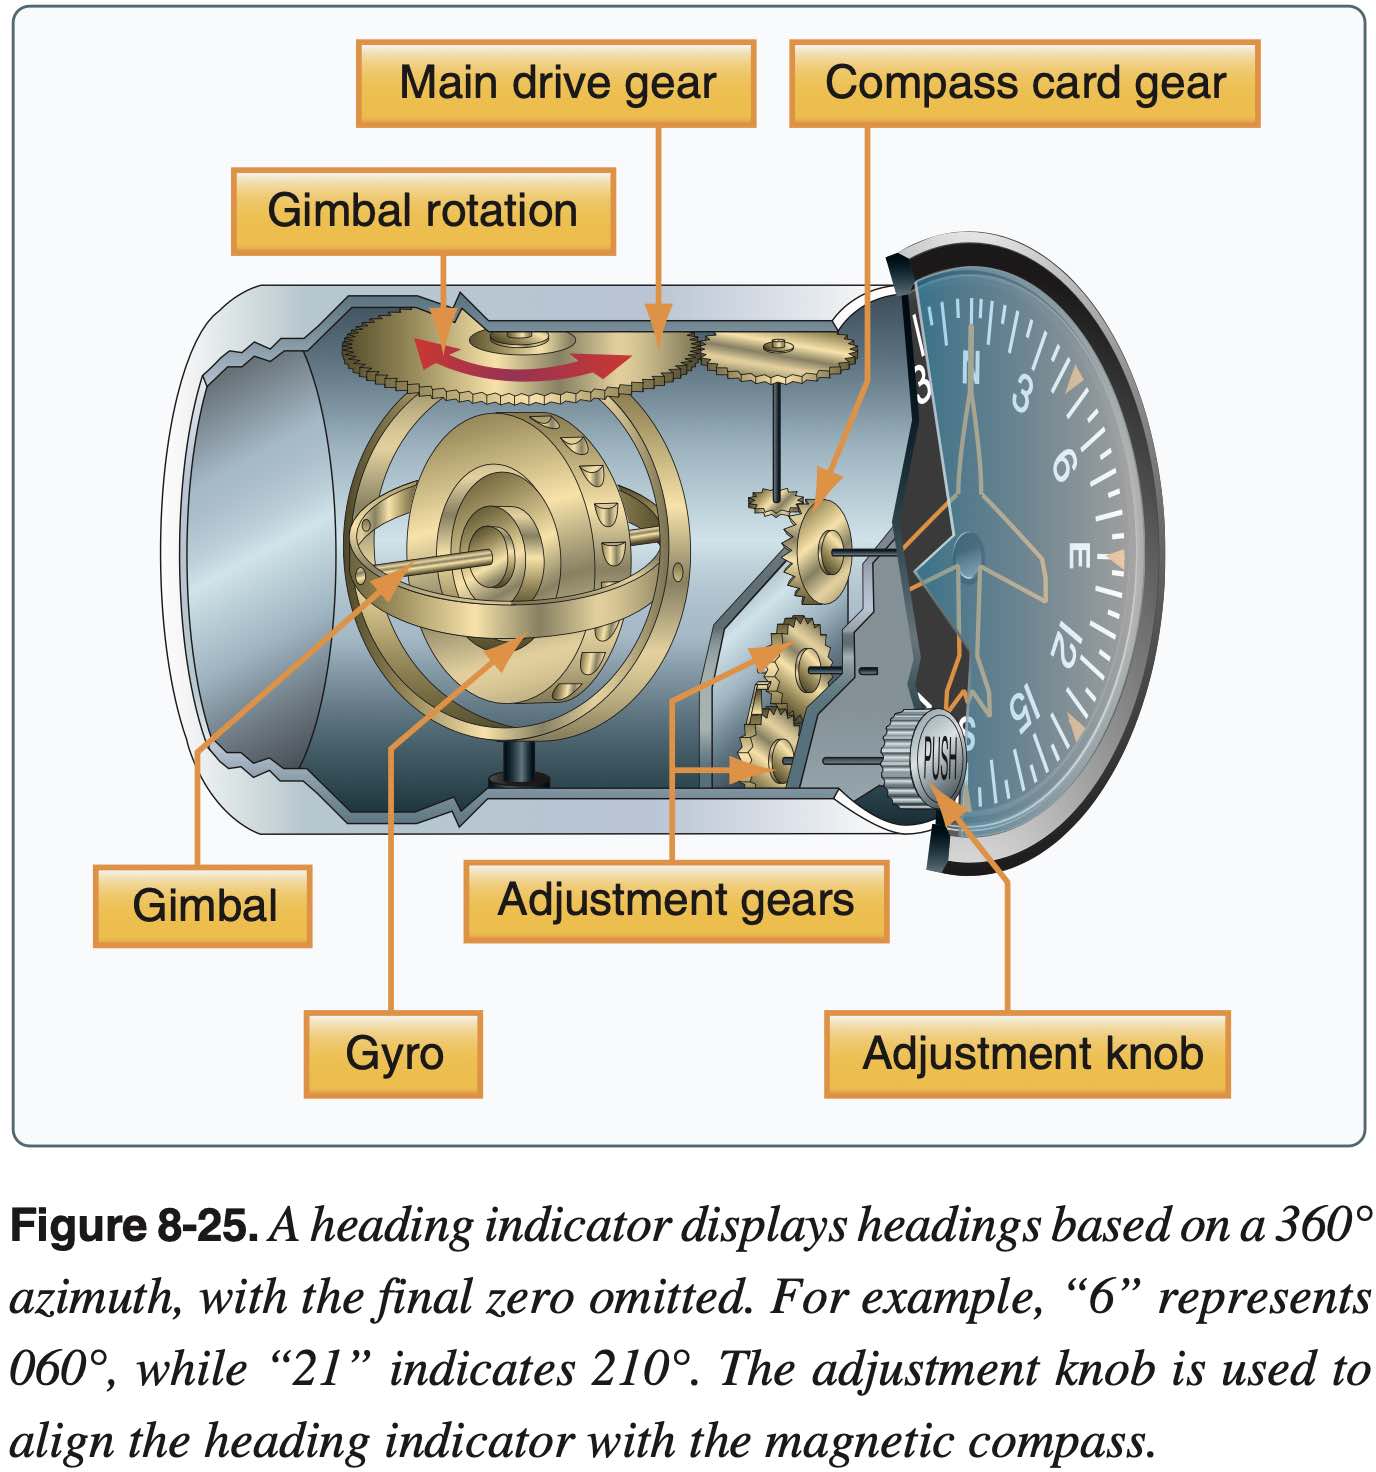 Main drive gear
Compass card gear
Gimbal rotation
N
3
3
6
E
12
15
S
PUSH
Gimbal
Adjustment gears
Gyro
Adjustment knob
Figure 8-25. A heading indicator displays headings based on a 360°
azimuth, with the final zero omitted. For example, “6” represents
060°, while “21” indicates 210°. The adjustment knob is used to
align the heading indicator with the magnetic compass.